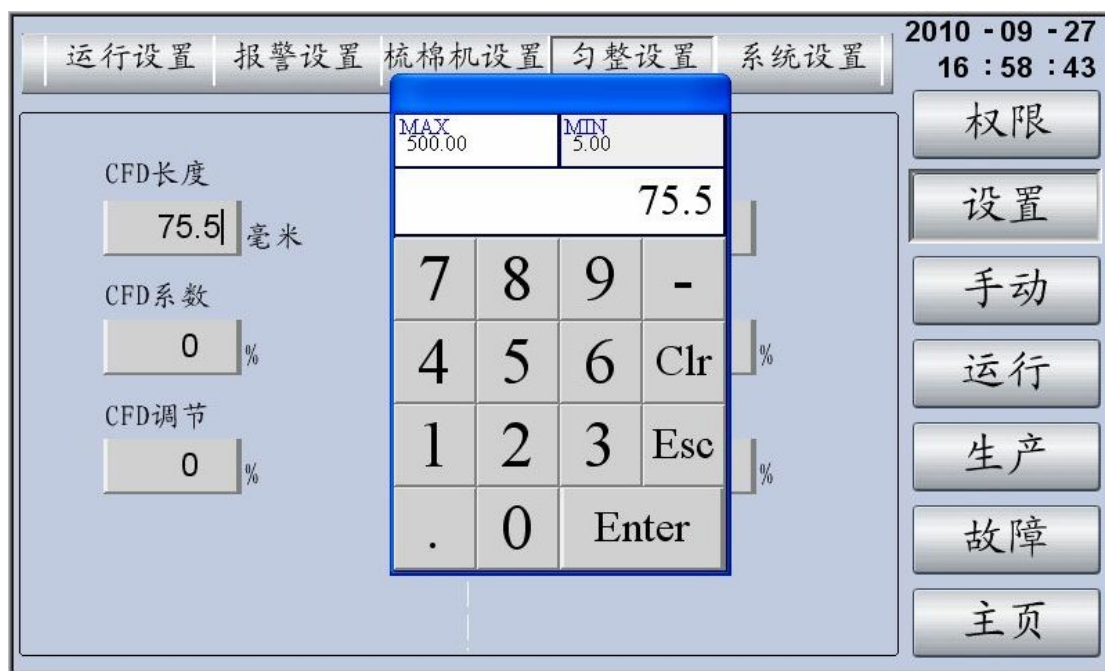 运行设置 报警设置 梳棉机设置 匀整设置 系统设置
2010 -09 -27
16 :58 :43
权限
设置
手动
运行
生产
故障
主页
CFD长度
75.5 毫米
CFD系数
0 %
%
CFD调节
0 %
%
MAX
500.00
MIN
5.00
75.5
7 8 9 -
4 5 6 Clr
1 2 3 Esc
. 0 Enter